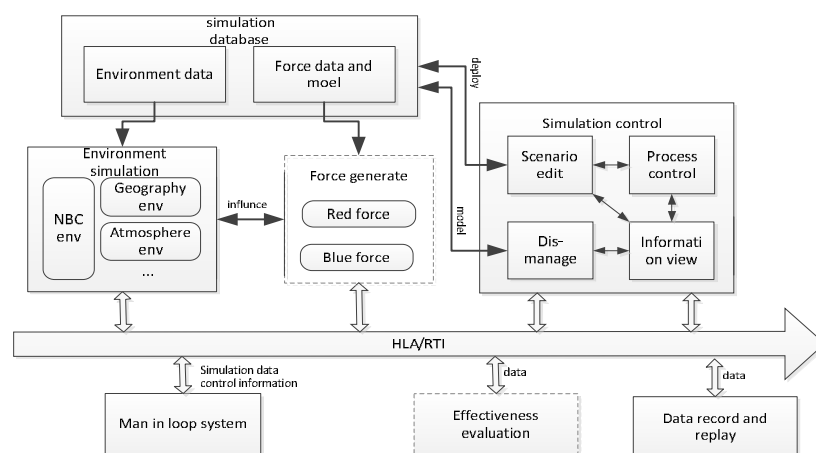 simulation
database
Environment data
Force data and
moel
deploy
model
Simulation control
Scenario
edit
Process
control
Dis-
manage
Informati
on view
Environment
simulation
NBC
env
Geography
env
Atmosphere
env
...
influnce
Force generate
Red force
Blue force
HLA/RTI
Simulation data
control information
data
data
Man in loop system
Effectiveness
evaluation
Data record and
replay